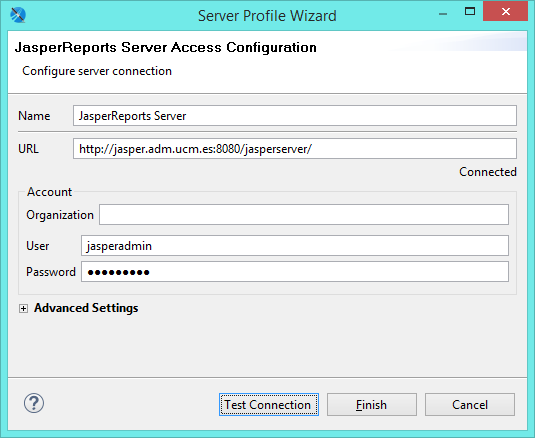 Server Profile Wizard
JasperReports Server Access Configuration
Configure server connection
Name JasperReports Server
URL http://jasper.adm.ucm.es:8080/jasperserver/
Connected
Account
Organization
User jasperadmin
Password ●●●●●●●●●
Advanced Settings
? Test Connection Finish Cancel